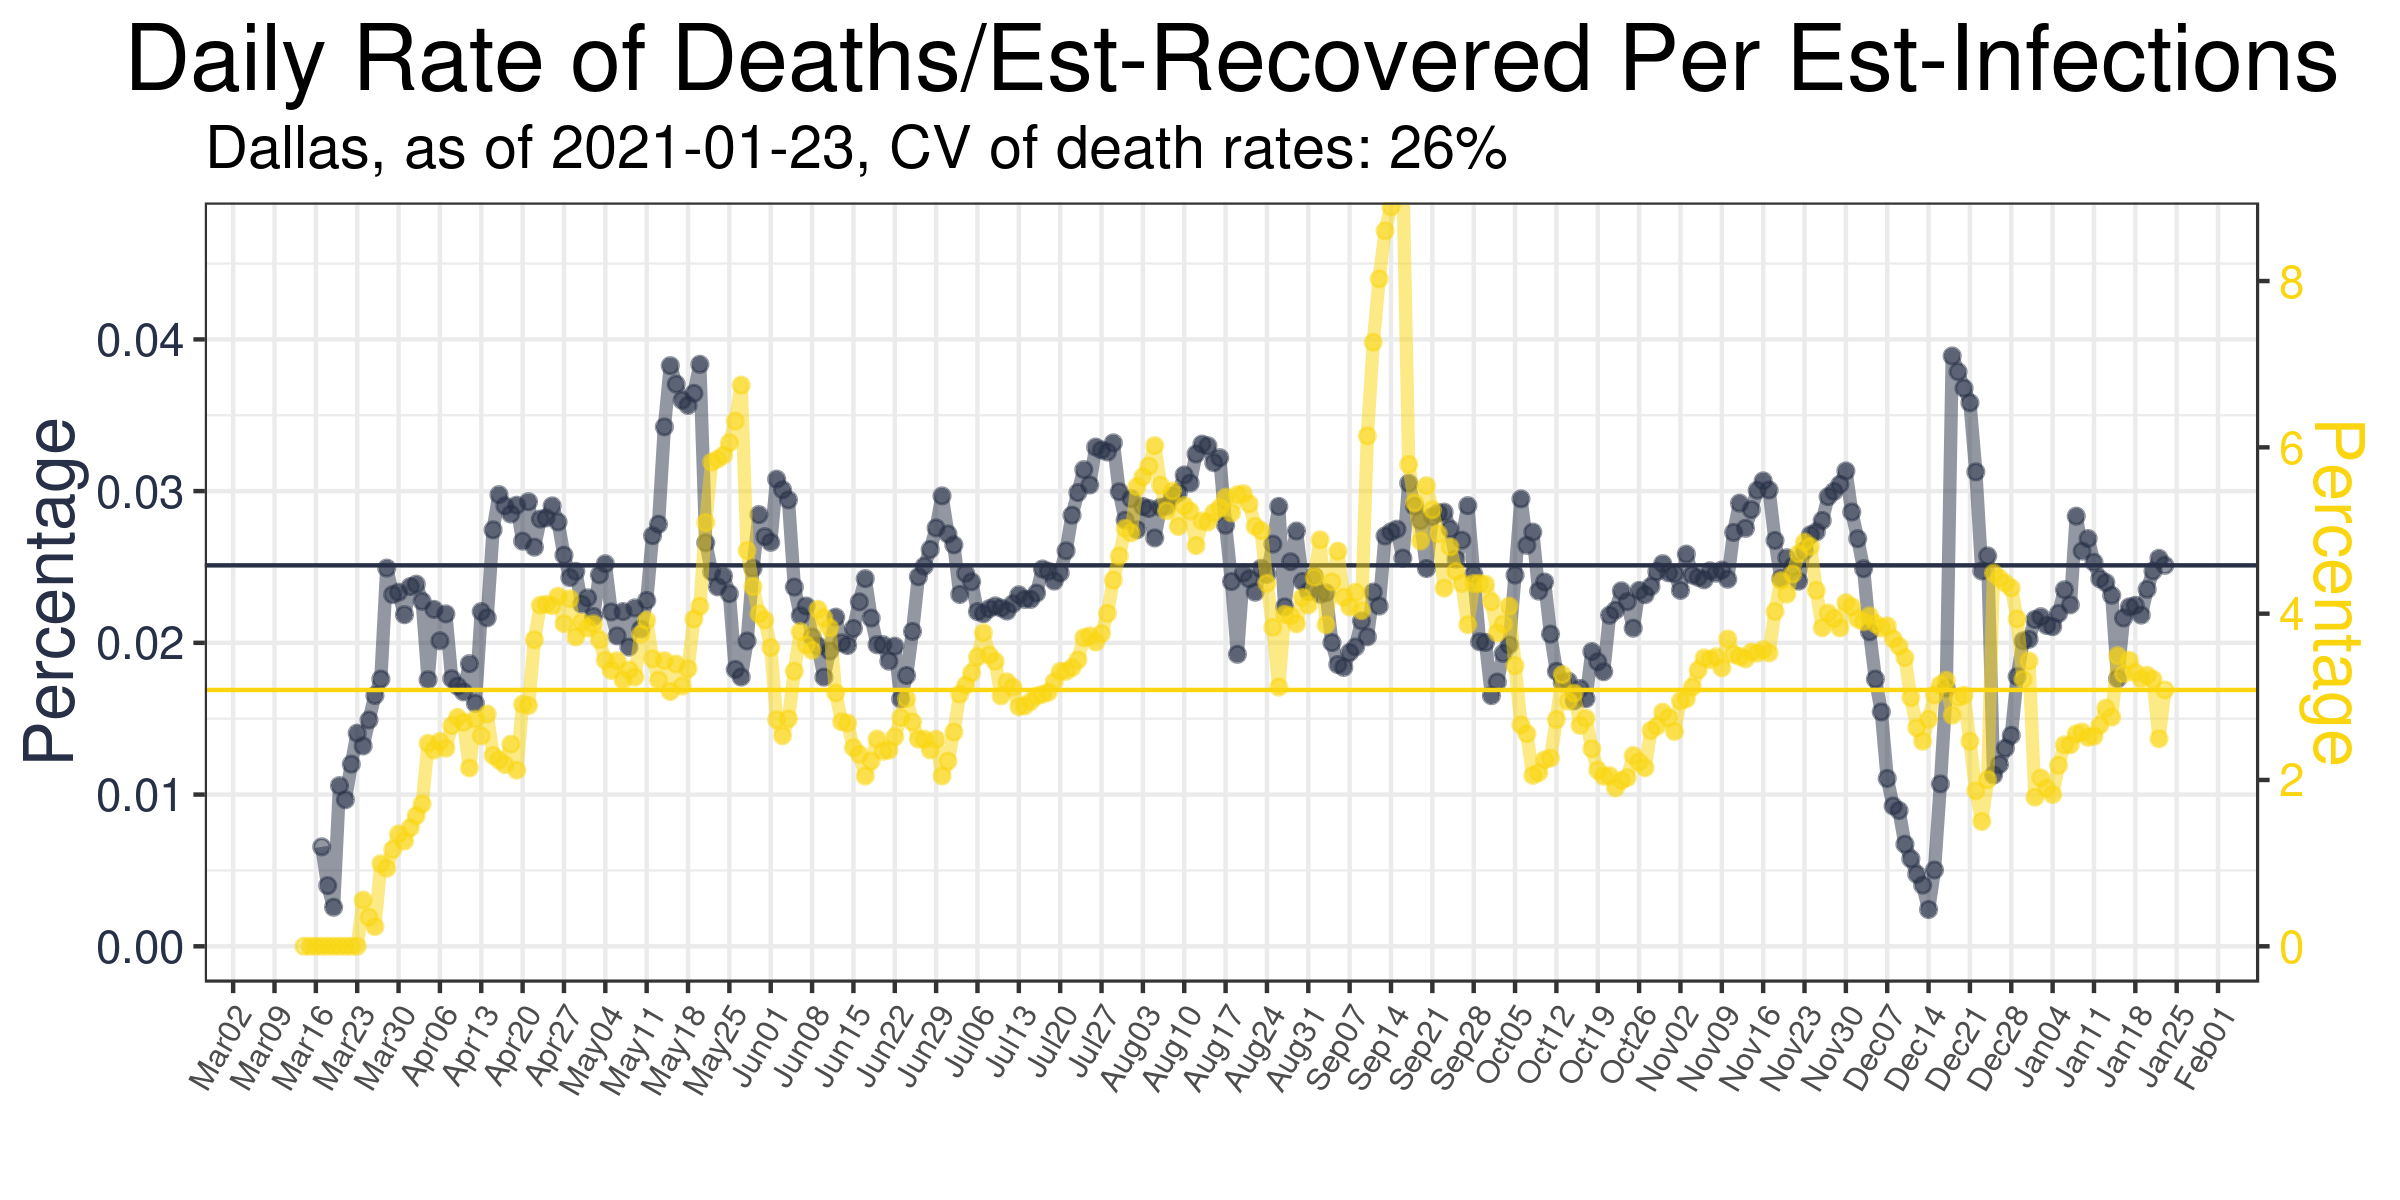 Daily Rate of Deaths/Est-Recovered Per Est-Infections
Dallas, as of 2021-01-23, CV of death rates: 26%
Percentage
0.04
0.03
0.02
0.01
0.00
8
6
4
2
0
Percentage
Mar02
Mar09
Mar16
Mar23
Mar30
Apr06
Apr13
Apr20
Apr27
May04
May11
May18
May25
Jun01
Jun08
Jun15
Jun22
Jun29
Jul06
Jul13
Jul20
Jul27
Aug03
Aug10
Aug17
Aug24
Aug31
Sep07
Sep14
Sep21
Sep28
Oct05
Oct12
Oct19
Oct26
Nov02
Nov09
Nov16
Nov23
Nov30
Dec07
Dec14
Dec21
Dec28
Jan04
Jan11
Jan18
Jan25
Feb01